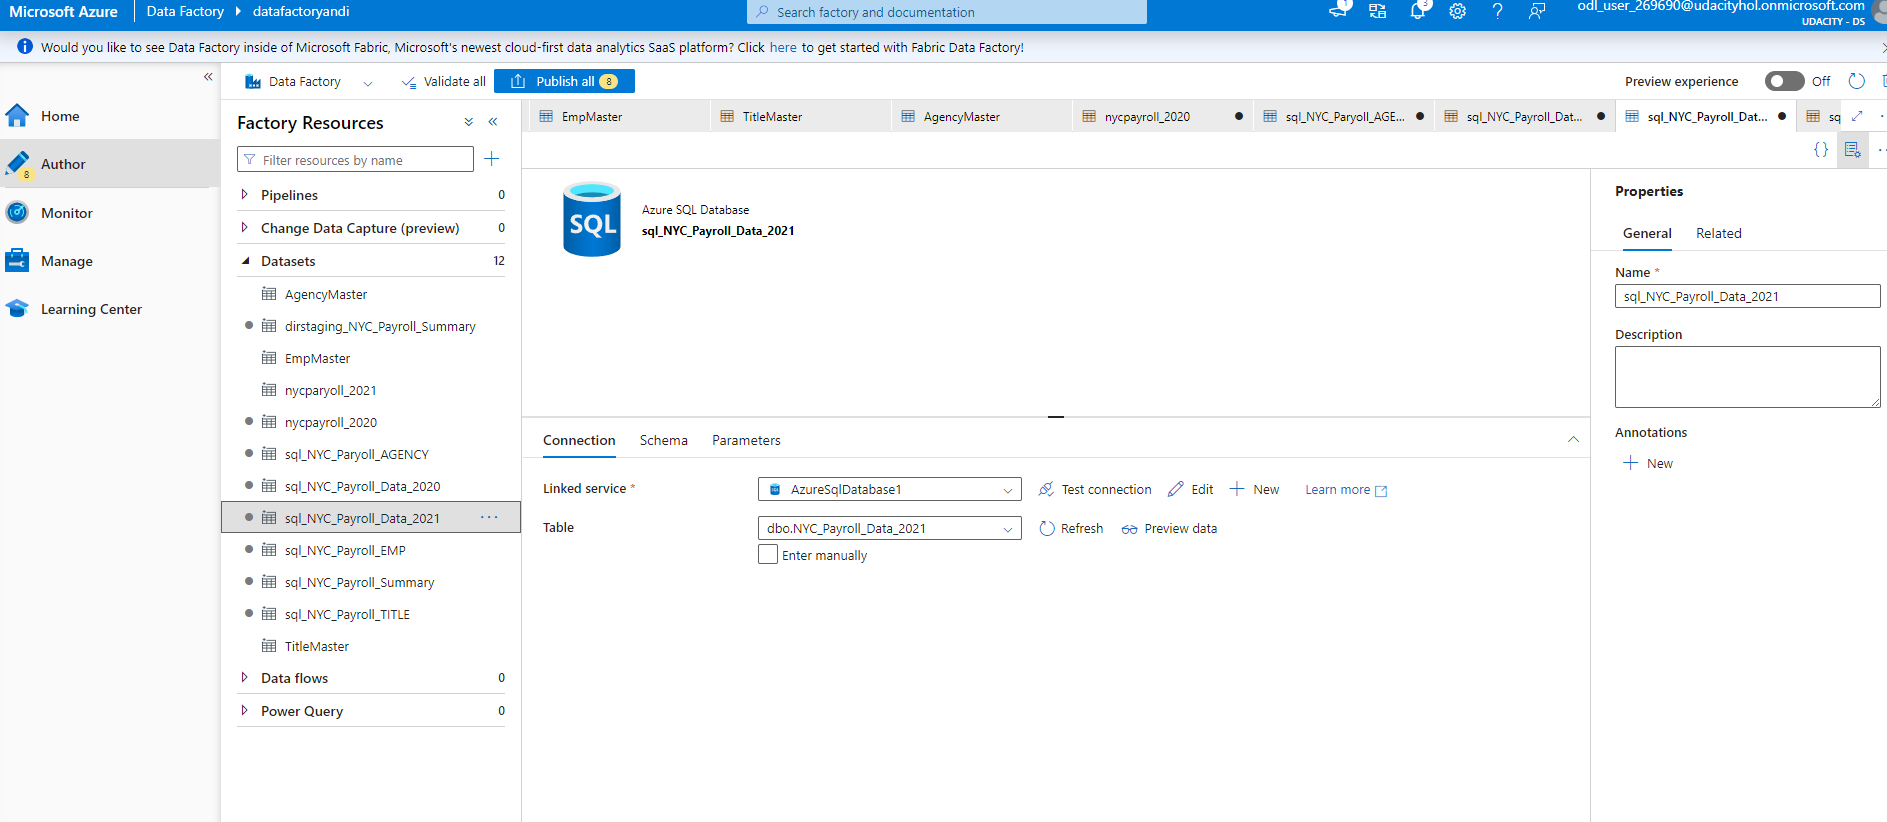 Microsoft Azure Data Factory datafactoryandi Search factory and documentation 1 3 odl_user_269690@udacityhol.onmicrosoft.com
UDACITY - DS
Would you like to see Data Factory inside of Microsoft Fabric, Microsoft's newest cloud-first data analytics SaaS platform? Click here to get started with Fabric Data Factory!
Data Factory Validate all Publish all 8 Preview experience Off
Home
Author
8
Monitor
Manage
Learning Center
Factory Resources
Filter resources by name
Pipelines 0
Change Data Capture (preview) 0
Datasets 12
AgencyMaster
dirstaging_NYC_Payroll_Summary
EmpMaster
nycparyoll_2021
nycpayroll_2020
sql_NYC_Paryoll_AGENCY
sql_NYC_Payroll_Data_2020
sql_NYC_Payroll_Data_2021
sql_NYC_Payroll_EMP
sql_NYC_Payroll_Summary
sql_NYC_Payroll_TITLE
TitleMaster
Data flows 0
Power Query 0
EmpMaster TitleMaster AgencyMaster nycpayroll_2020 sql_NYC_Paryoll_AGE... sql_NYC_Payroll_Dat... sql_NYC_Payroll_Dat... sq
{}
SQL
Azure SQL Database
sql_NYC_Payroll_Data_2021
Connection Schema Parameters
Linked service * AzureSqlDatabase1 Test connection Edit New Learn more
Table dbo.NYC_Payroll_Data_2021 Refresh Preview data
Enter manually
Properties
General Related
Name *
sql_NYC_Payroll_Data_2021
Description
Annotations
New